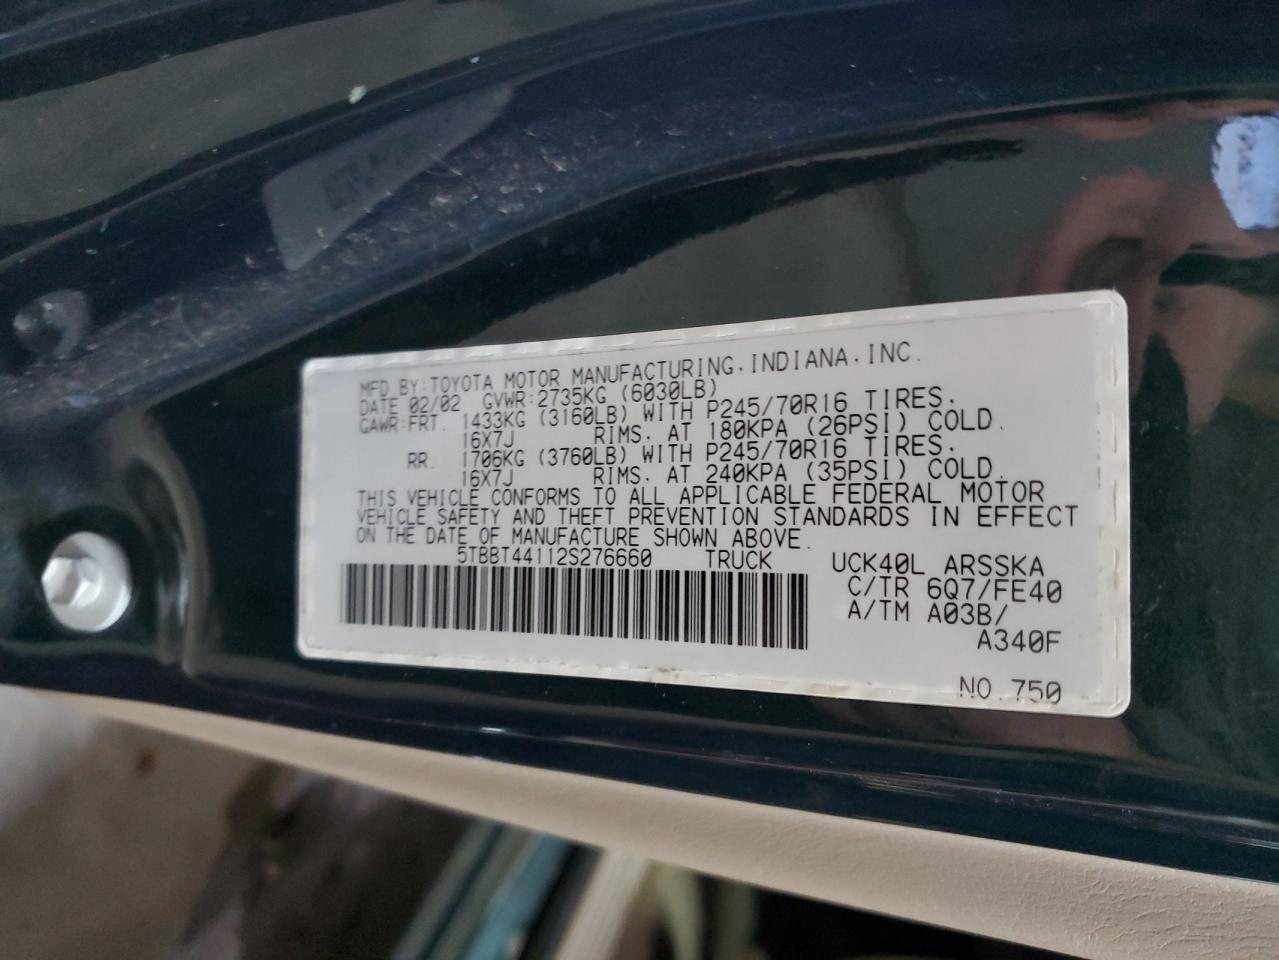 MFD BY:TOYOTA MOTOR MANUFACTURING,INDIANA,INC.
DATE 02/02 GVWR:2735KG (6030LB)
GAWR:FRT. 1433KG (3160LB) WITH P245/70R16 TIRES,
16X7J RIMS, AT 180KPA (26PSI) COLD.
RR. 1706KG (3760LB) WITH P245/70R16 TIRES,
16X7J RIMS, AT 240KPA (35PSI) COLD.
THIS VEHICLE CONFORMS TO ALL APPLICABLE FEDERAL MOTOR
VEHICLE SAFETY AND THEFT PREVENTION STANDARDS IN EFFECT
ON THE DATE OF MANUFACTURE SHOWN ABOVE.
5TBBT44112S276660 TRUCK UCK40L ARSSKA
C/TR 6Q7/FE40
A/TM A03B/
A340F
NO.750